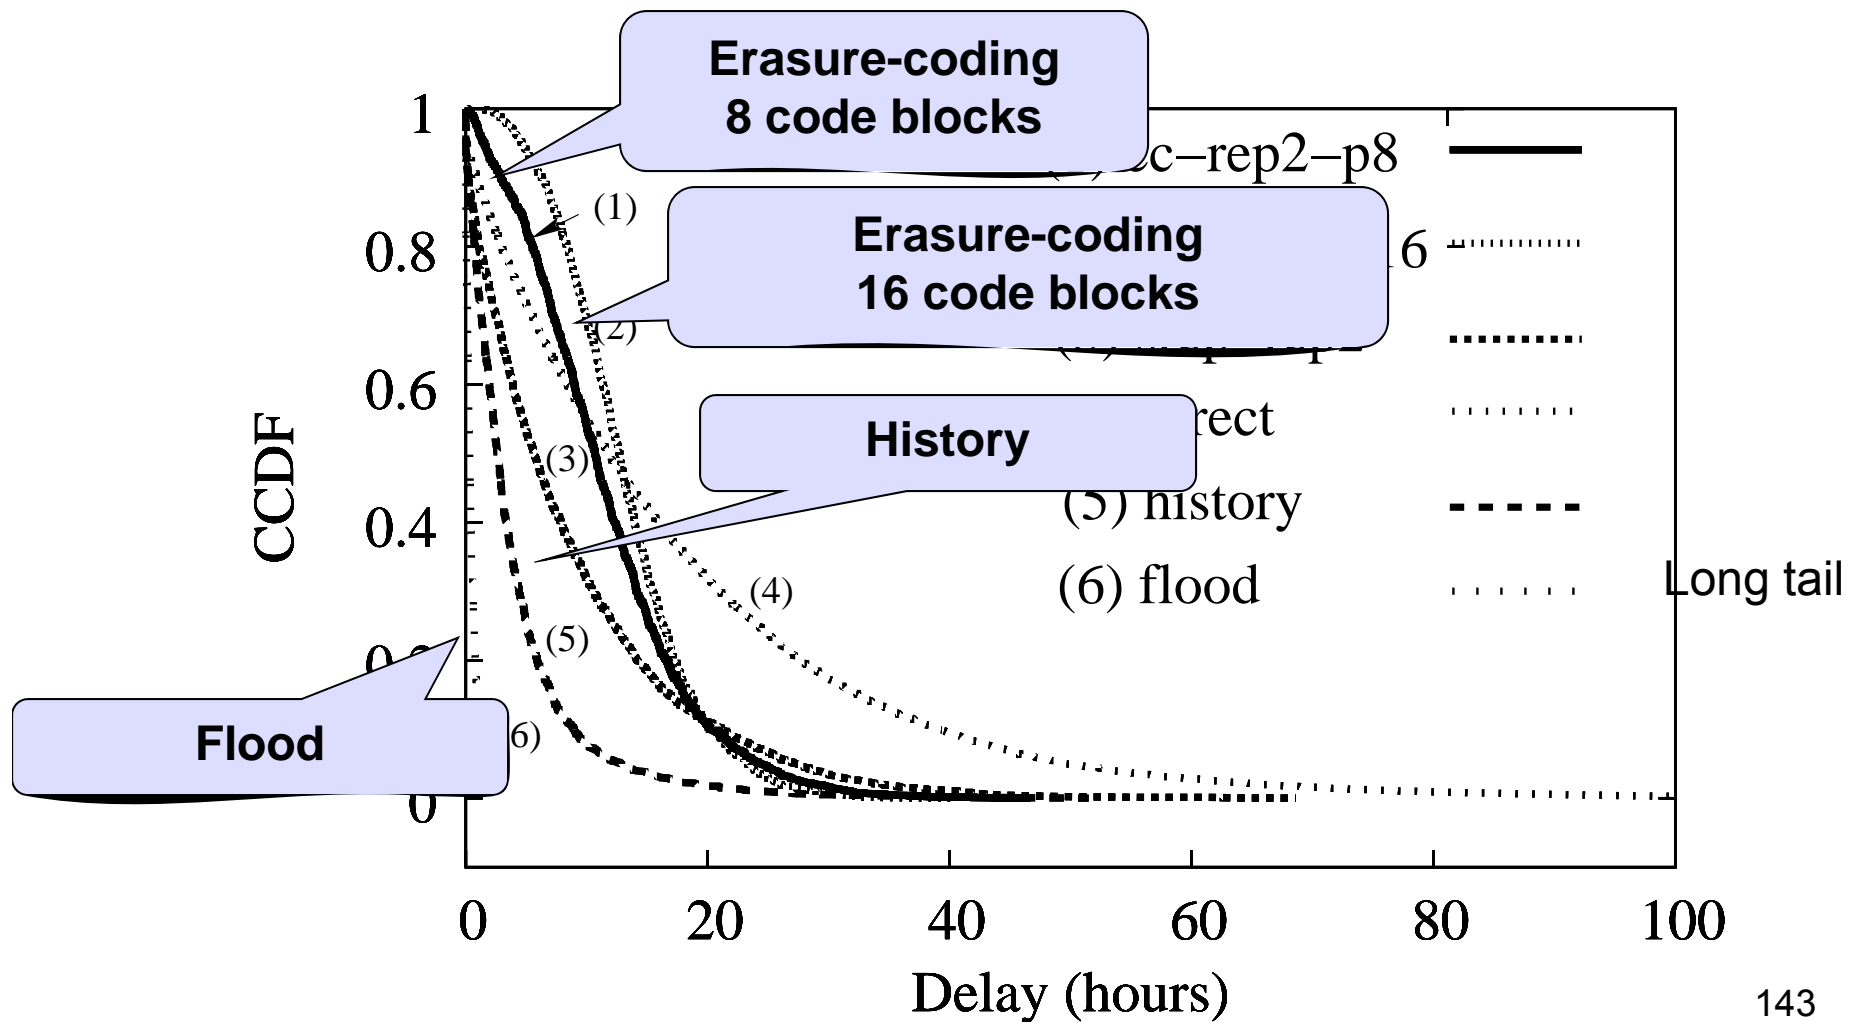 Erasure-coding
8 code blocks
1
c–rep2–p8
(1)
0.8
Erasure-coding
16 code blocks
6
(2)
0.6
History
rect
CCDF
(3)
(5) history
0.4
(4)
(6) flood
Long tail
(5)
Flood
6)
0
0 20 40 60 80 100
Delay (hours)
143